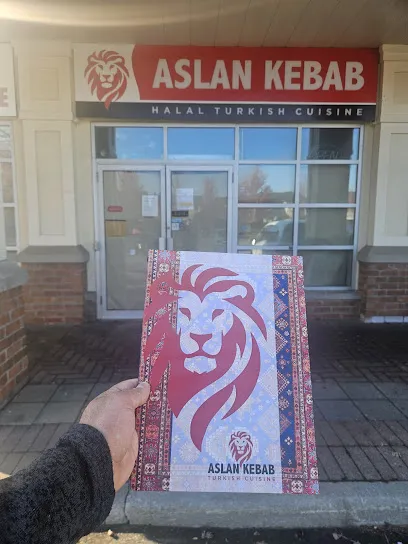 ASLAN KEBAB
HALAL TURKISH CUISINE
E
ASLAN KEBAB
TURKISH CUISINE